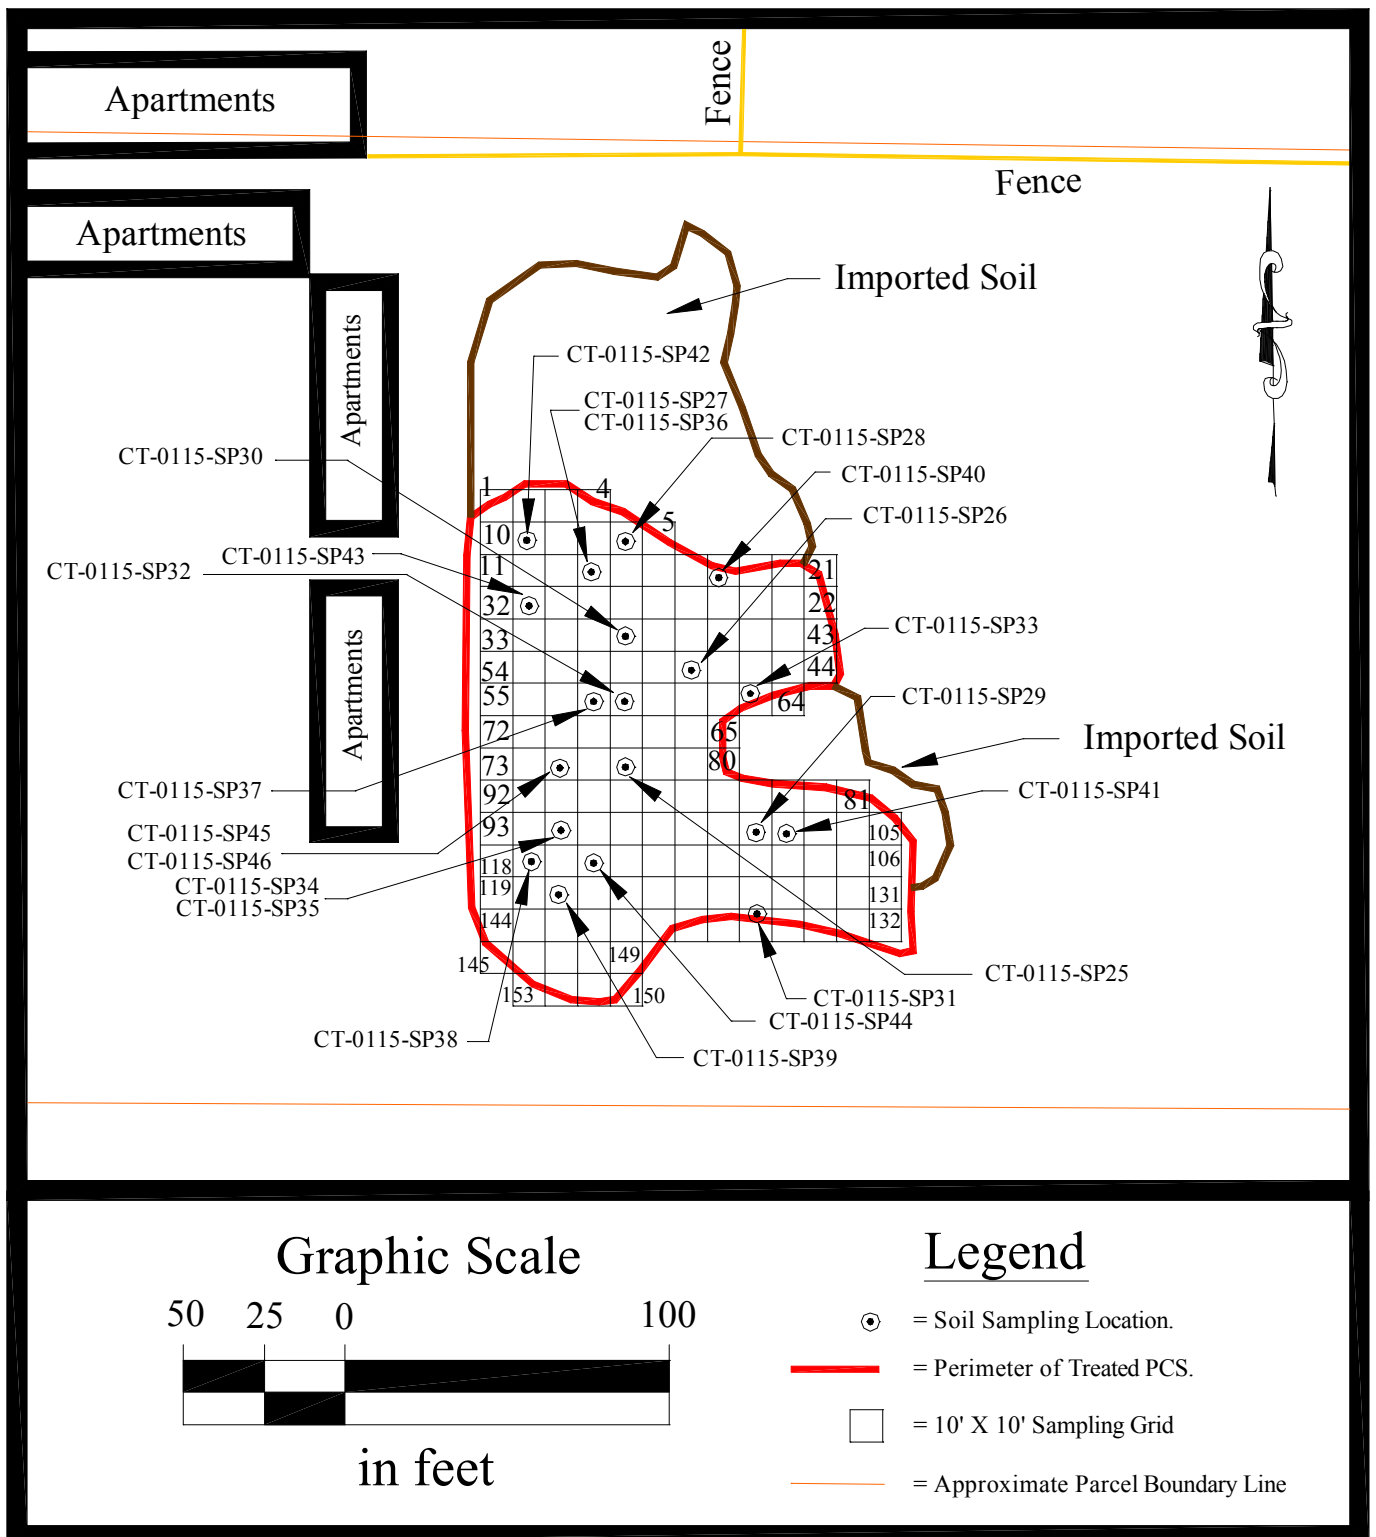 Apartments
Fence
Fence
Apartments
Imported Soil
Apartments
CT-0115-SP42
CT-0115-SP27
CT-0115-SP36
CT-0115-SP28
CT-0115-SP30
CT-0115-SP40
CT-0115-SP26
1
4
5
10
CT-0115-SP43
11
21
CT-0115-SP32
32
22
33
43
CT-0115-SP33
54
44
55
64
CT-0115-SP29
Apartments
72
65
Imported Soil
73
80
CT-0115-SP37
92
81
CT-0115-SP41
CT-0115-SP45
93
105
CT-0115-SP46
118
106
CT-0115-SP34
119
131
CT-0115-SP35
144
132
145
149
CT-0115-SP25
153
150
CT-0115-SP31
CT-0115-SP44
CT-0115-SP38
CT-0115-SP39
Graphic Scale
50 25 0 100
in feet
Legend
= Soil Sampling Location.
= Perimeter of Treated PCS.
= 10' X 10' Sampling Grid
= Approximate Parcel Boundary Line